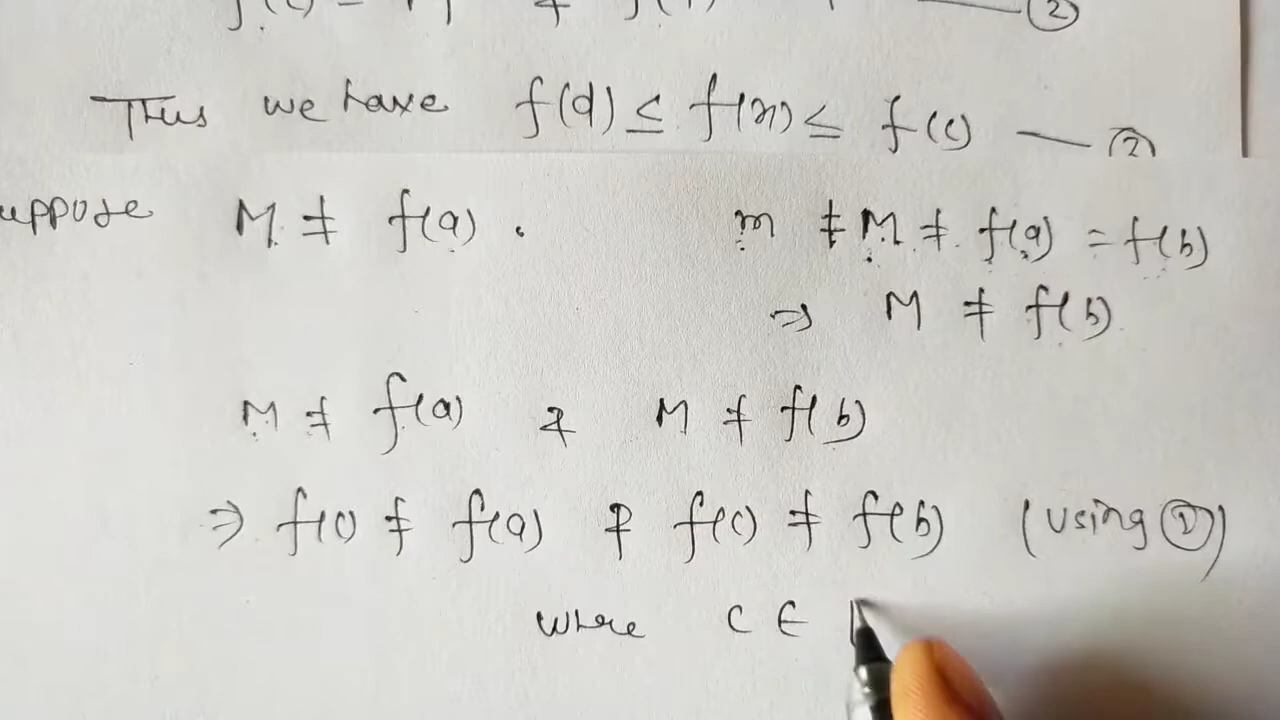 Thus we have f(d) ≤ f(x) ≤ f(c) — ②
uppose M ≠ f(a) . m ≠ M ≠ f(a) = f(b)
⇒ M ≠ f(b)
M ≠ f(a) & M ≠ f(b)
⇒ f(c) ≠ f(a) & f(c) ≠ f(b) (using ②)
where c ∈